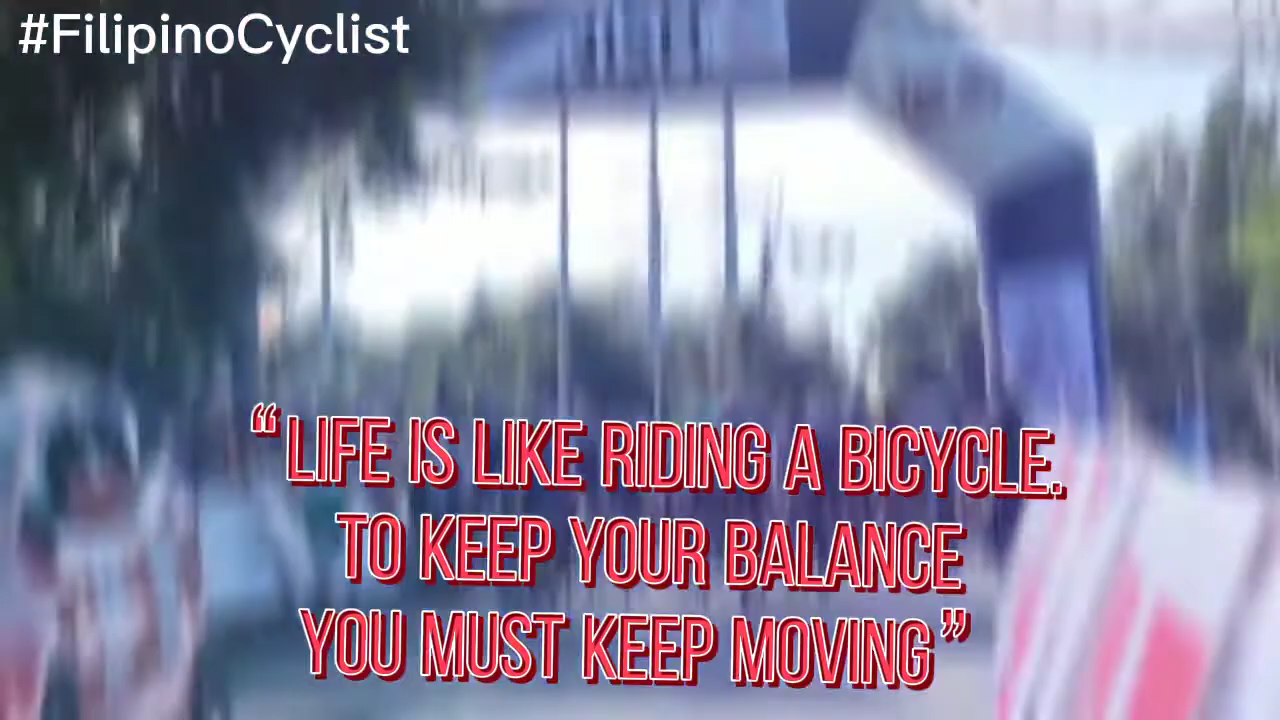 #FilipinoCyclist
“LIFE IS LIKE RIDING A BICYCLE.
TO KEEP YOUR BALANCE
YOU MUST KEEP MOVING”